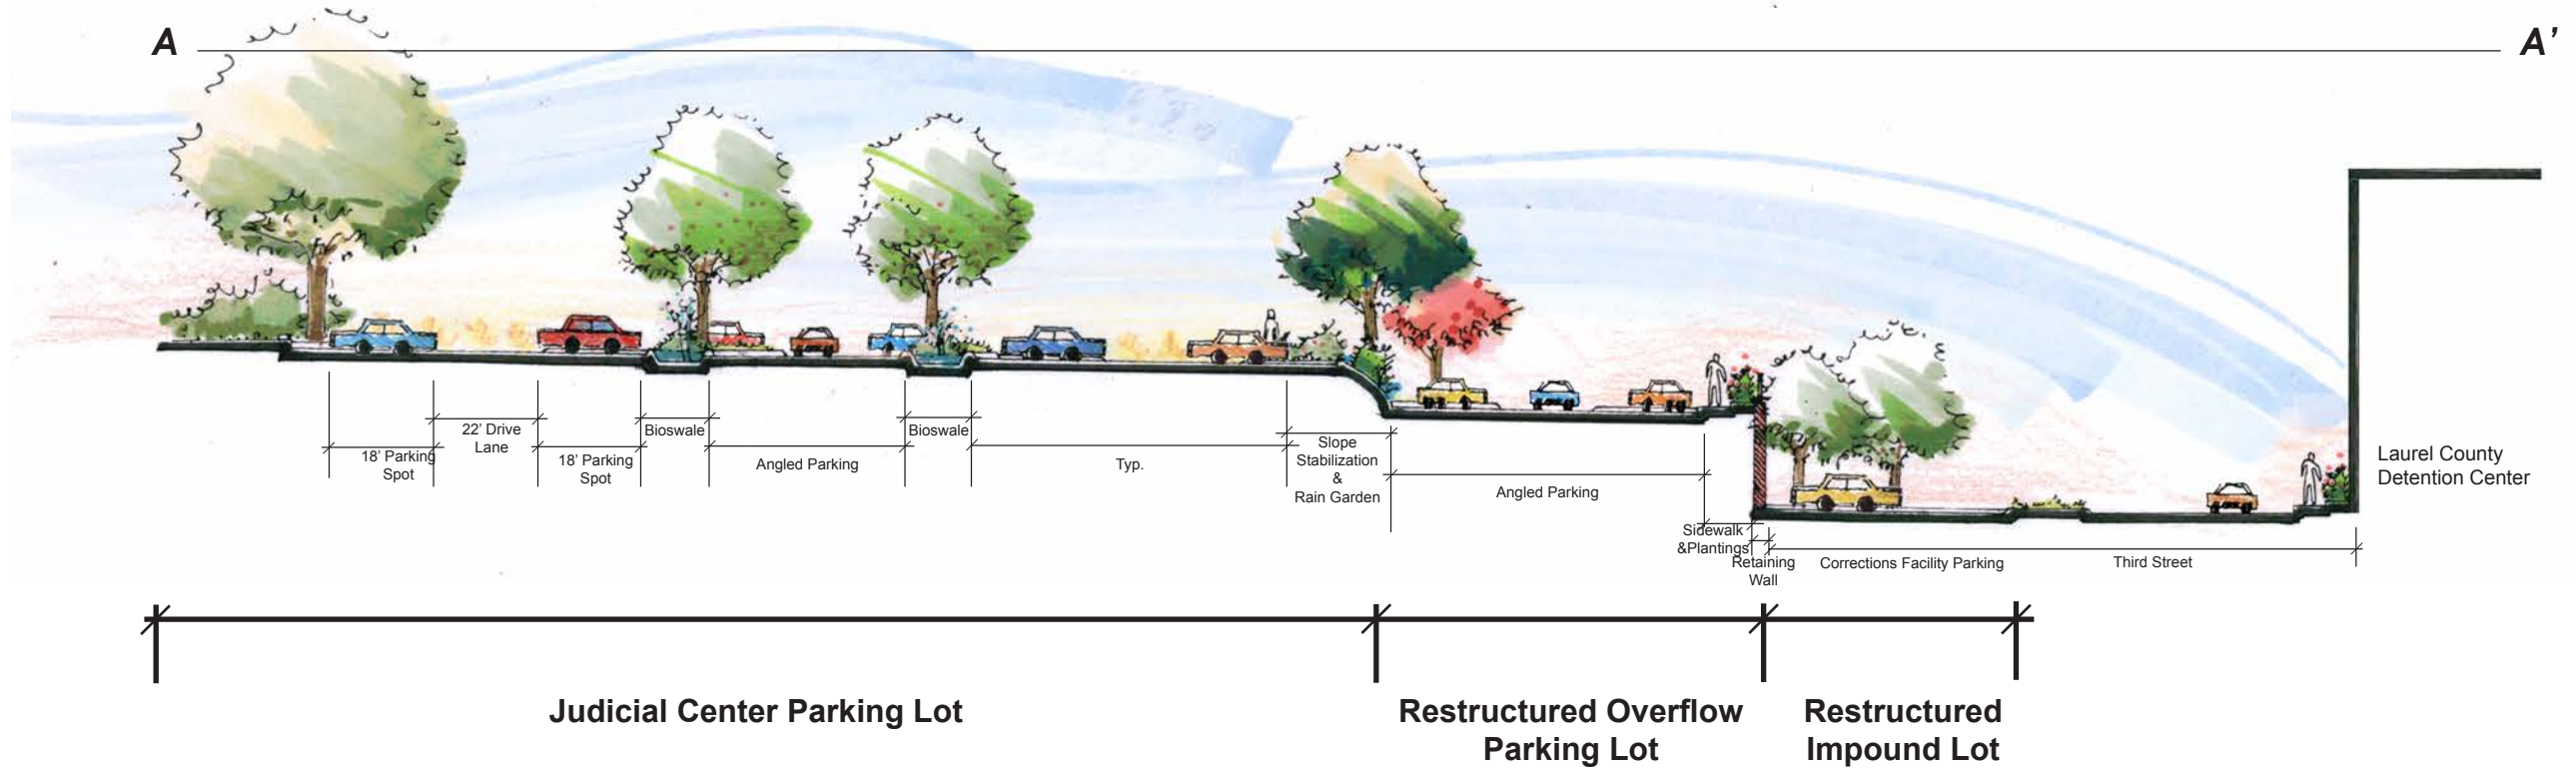 A
A’
18’ Parking
Spot
22’ Drive
Lane
18’ Parking
Spot
Bioswale
Angled Parking
Bioswale
Typ.
Slope
Stabilization
&
Rain Garden
Angled Parking
Sidewalk
&Plantings
Retaining
Wall
Corrections Facility Parking
Third Street
Laurel County
Detention Center
Judicial Center Parking Lot
Restructured Overflow
Parking Lot
Restructured
Impound Lot